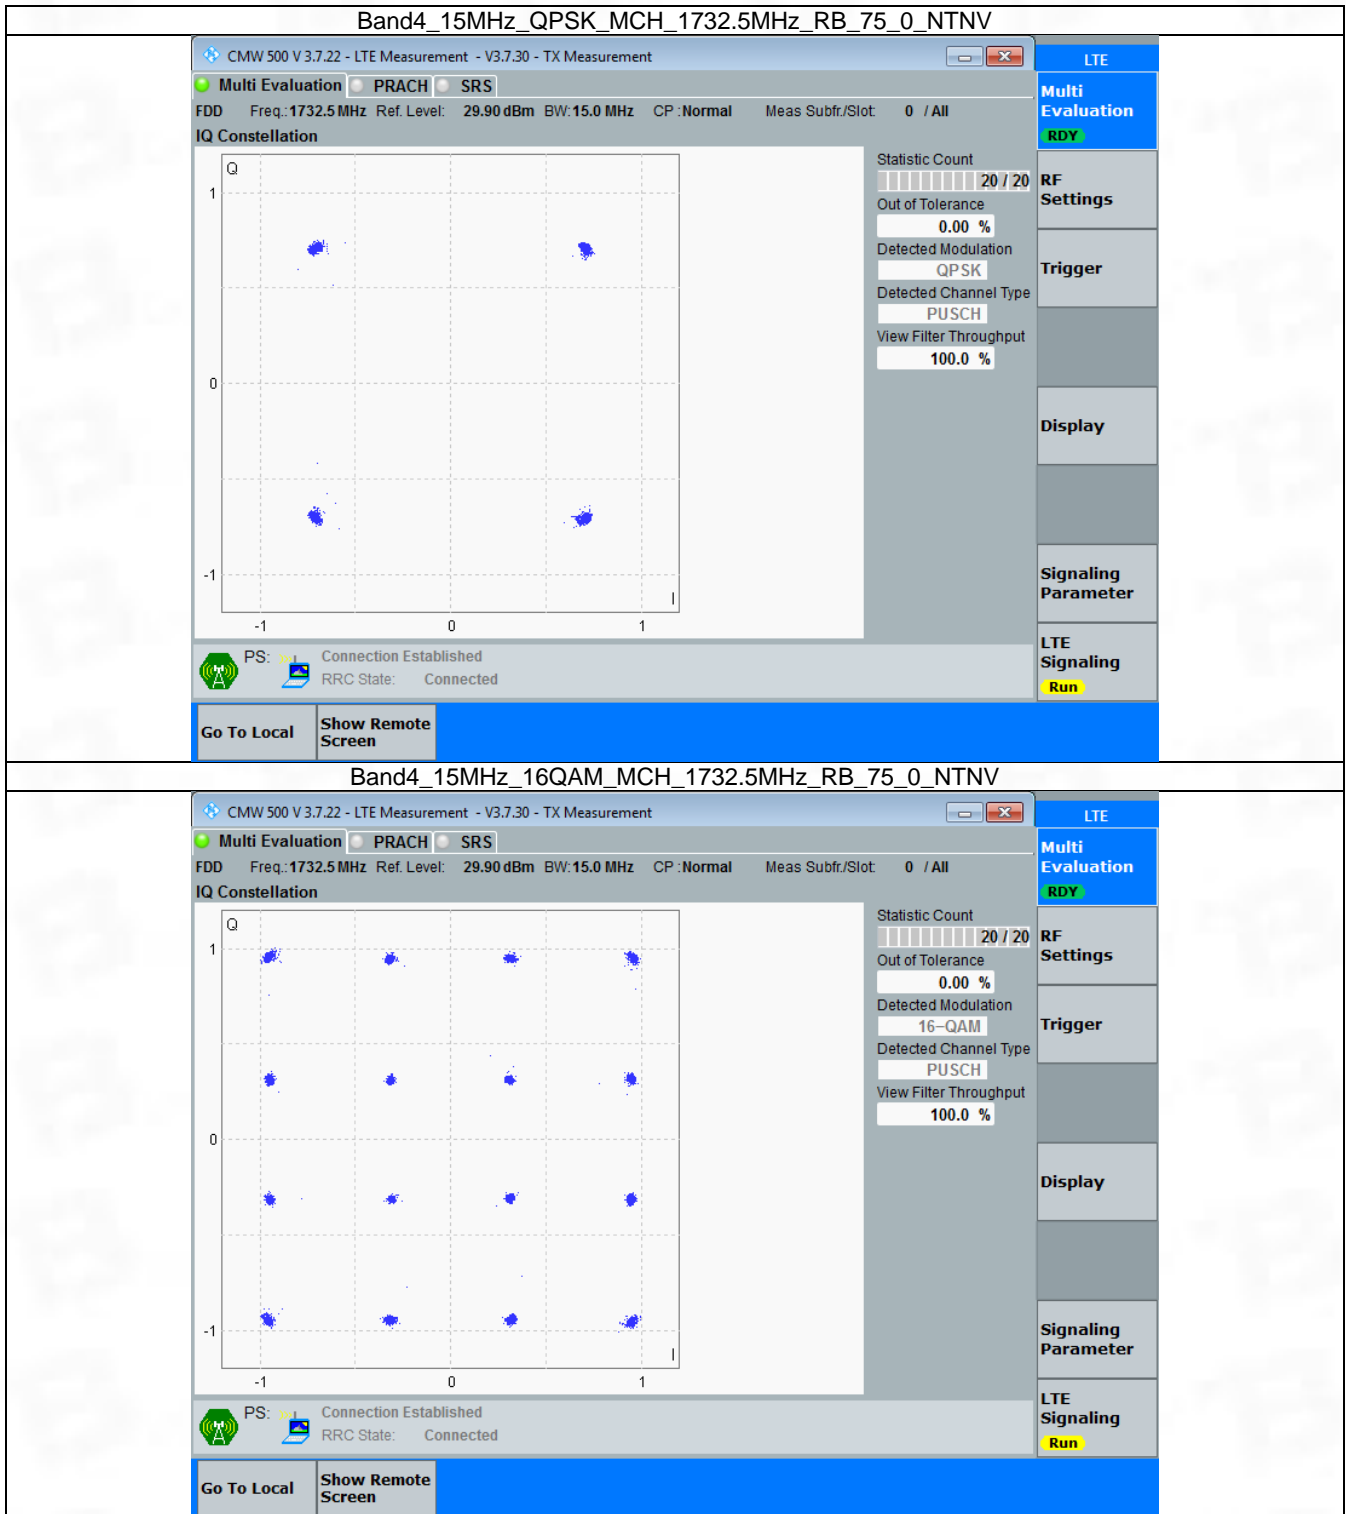 Band4_15MHz_QPSK_MCH_1732.5MHz_RB_75_0_NTNV
CMW 500 V 3.7.22 - LTE Measurement - V3.7.30 - TX Measurement
LTE
Multi Evaluation PRACH SRS
FDD Freq.:1732.5 MHz Ref. Level: 29.90 dBm BW:15.0 MHz CP :Normal Meas Subfr./Slot: 0 / All
IQ Constellation
Multi
Evaluation
RDY
Q
1
0
-1
-1 0 1
I
Statistic Count
20 / 20
Out of Tolerance
0.00 %
Detected Modulation
QPSK
Detected Channel Type
PUSCH
View Filter Throughput
100.0 %
RF
Settings
Trigger
Display
Signaling
Parameter
LTE
Signaling
Run
PS: Connection Established
RRC State: Connected
Go To Local
Show Remote
Screen
Band4_15MHz_16QAM_MCH_1732.5MHz_RB_75_0_NTNV
CMW 500 V 3.7.22 - LTE Measurement - V3.7.30 - TX Measurement
LTE
Multi Evaluation PRACH SRS
FDD Freq.:1732.5 MHz Ref. Level: 29.90 dBm BW:15.0 MHz CP :Normal Meas Subfr./Slot: 0 / All
IQ Constellation
Multi
Evaluation
RDY
Q
1
0
-1
-1 0 1
I
Statistic Count
20 / 20
Out of Tolerance
0.00 %
Detected Modulation
16-QAM
Detected Channel Type
PUSCH
View Filter Throughput
100.0 %
RF
Settings
Trigger
Display
Signaling
Parameter
LTE
Signaling
Run
PS: Connection Established
RRC State: Connected
Go To Local
Show Remote
Screen